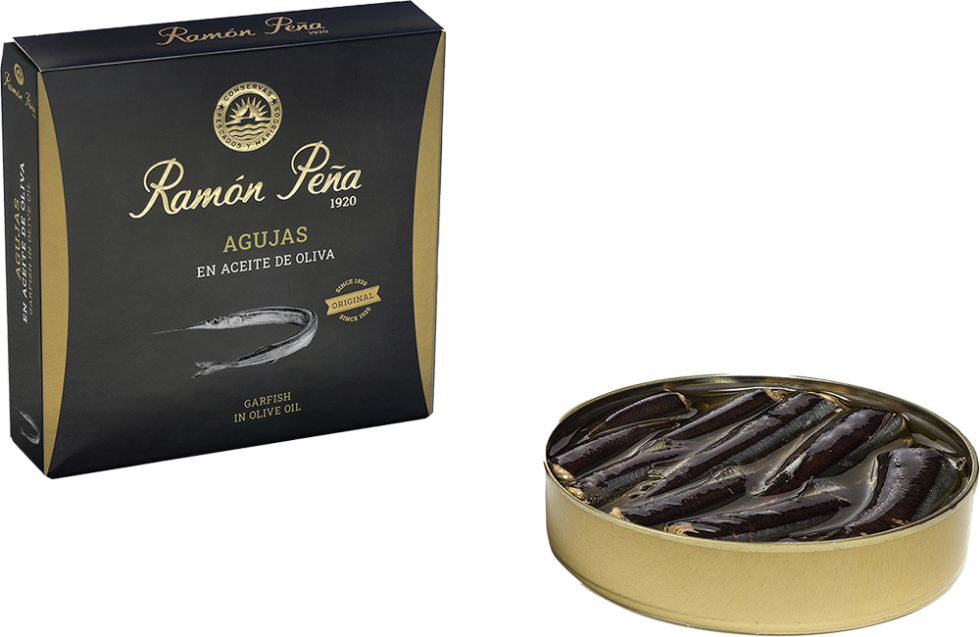 Ramón Peña
1920
CONSERVAS
PESCADOS Y MARISCOS
Ramón Peña
1920
AGUJAS
EN ACEITE DE OLIVA
SINCE 1920
ORIGINAL
SINCE 1920
GARFISH
IN OLIVE OIL
Ramón Peña
AGUJAS
EN ACEITE DE OLIVA
GARFISH IN OLIVE OIL